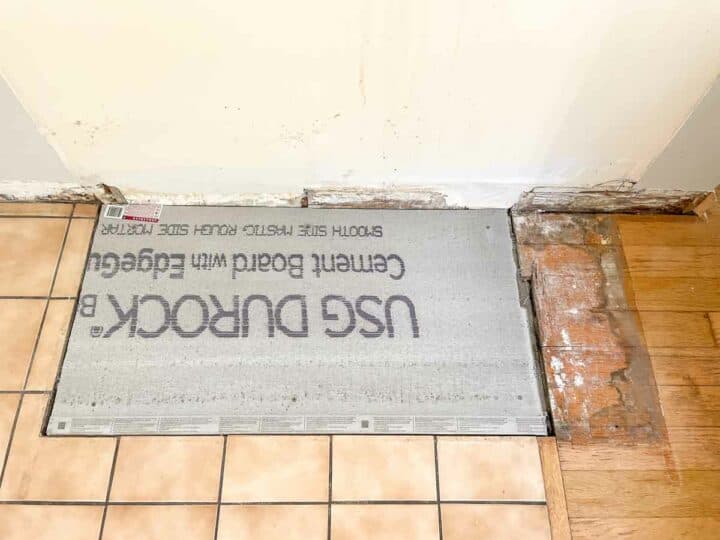 USG DUROCK® B
Cement Board with EdgeGu
SMOOTH SIDE MASTIC ROUGH SIDE MORTAR